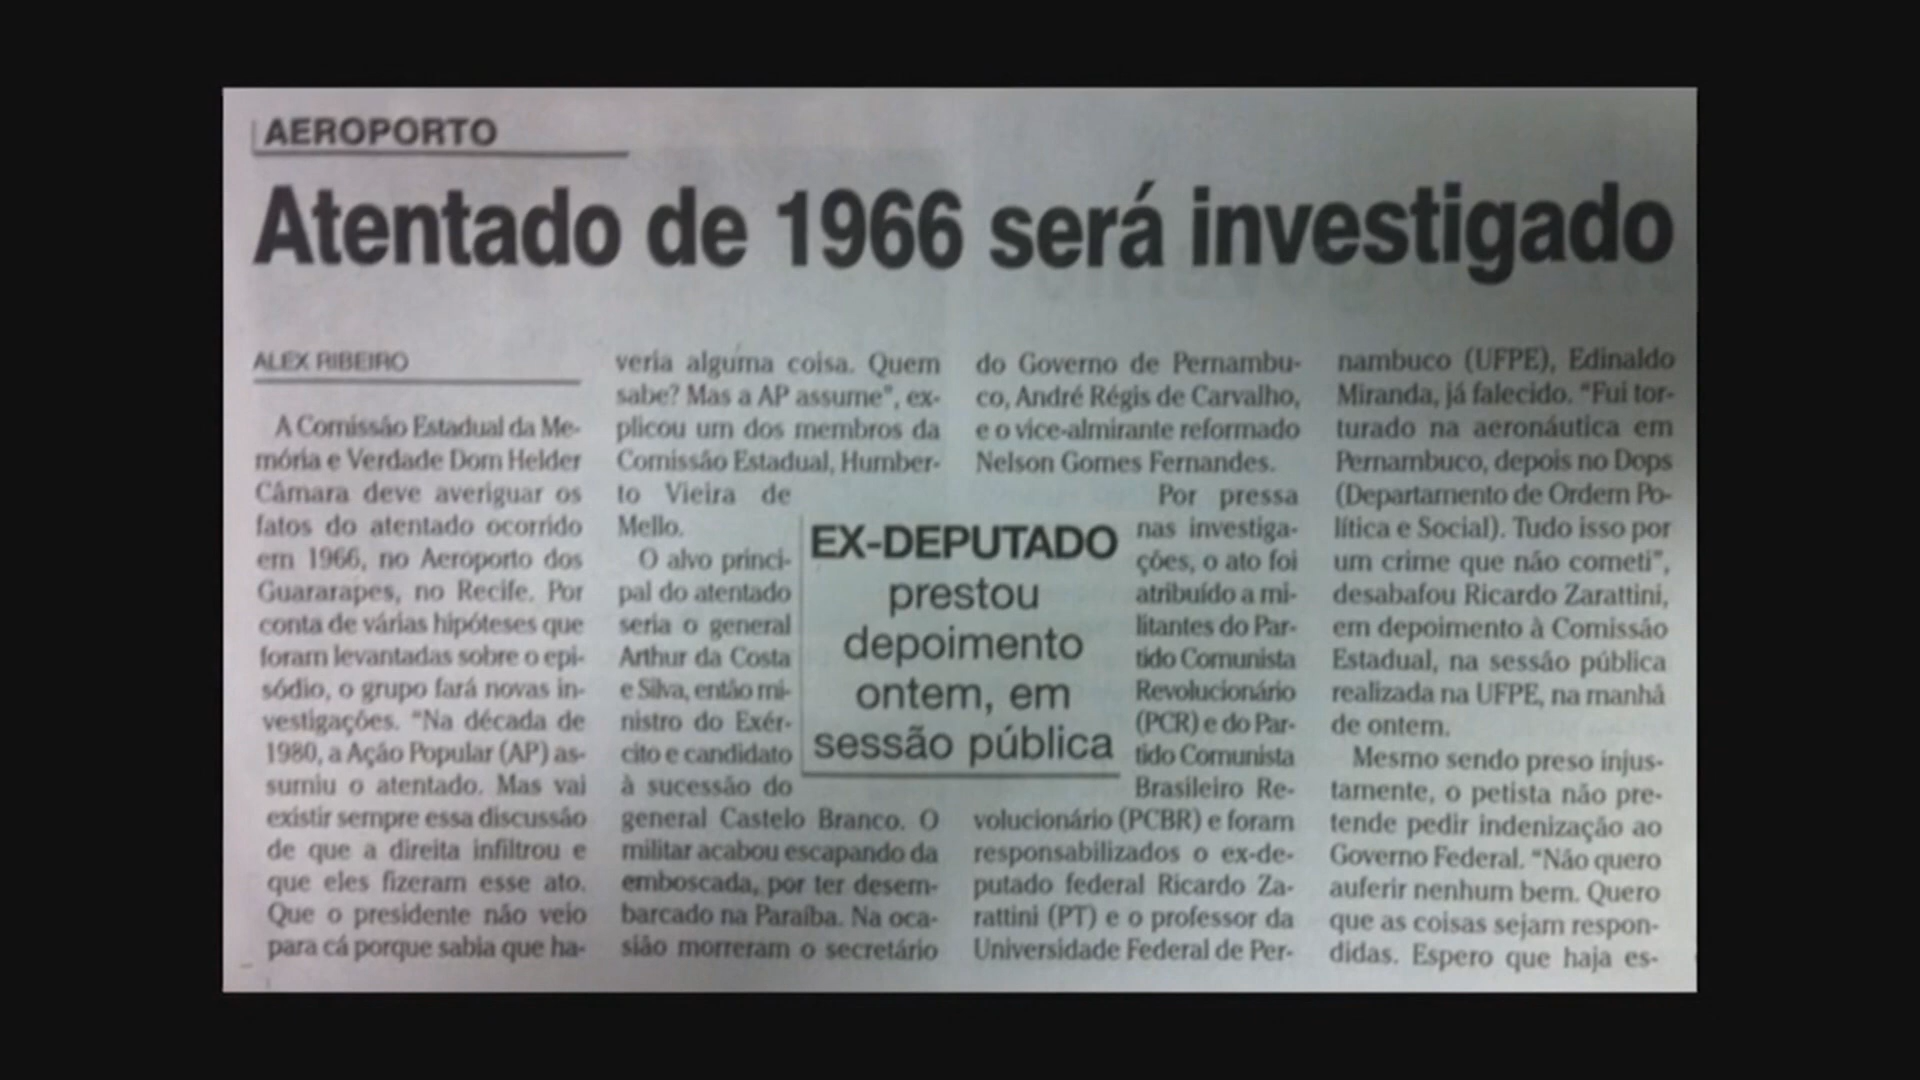 AEROPORTO
Atentado de 1966 será investigado
ALEX RIBEIRO
A Comissão Estadual da Me-
mória e Verdade Dom Helder
Câmara deve averiguar os
fatos do atentado ocorrido
em 1966, no Aeroporto dos
Guararapes, no Recife. Por
conta de várias hipóteses que
foram levantadas sobre o epi-
sódio, o grupo fará novas in-
vestigações. "Na década de
1980, a Ação Popular (AP) as-
sumiu o atentado. Mas vai
existir sempre essa discussão
de que a direita infiltrou e
que eles fizeram esse ato.
Que o presidente não veio
para cá porque sabia que ha-
veria alguma coisa. Quem
sabe? Mas a AP assume", ex-
plicou um dos membros da
Comissão Estadual, Humber-
to Vieira de
Mello.
O alvo princi-
pal do atentado
seria o general
Arthur da Costa
e Silva, então mi-
nistro do Exér-
cito e candidato
à sucessão do
general Castelo Branco. O
militar acabou escapando da
emboscada, por ter desem-
barcado na Paraíba. Na oca-
sião morreram o secretário
EX-DEPUTADO
prestou
depoimento
ontem, em
sessão pública
do Governo de Pernambu-
co, André Régis de Carvalho,
e o vice-almirante reformado
Nelson Gomes Fernandes.
Por pressa
nas investiga-
ções, o ato foi
atribuído a mi-
litantes do Par-
tido Comunista
Revolucionário
(PCR) e do Par-
tido Comunista
Brasileiro Re-
volucionário (PCBR) e foram
responsabilizados o ex-de-
putado federal Ricardo Za-
rattini (PT) e o professor da
Universidade Federal de Per-
nambuco (UFPE), Edinaldo
Miranda, já falecido. "Fui tor-
turado na aeronáutica em
Pernambuco, depois no Dops
(Departamento de Ordem Po-
lítica e Social). Tudo isso por
um crime que não cometi",
desabafou Ricardo Zarattini,
em depoimento à Comissão
Estadual, na sessão pública
realizada na UFPE, na manhã
de ontem.
Mesmo sendo preso injus-
tamente, o petista não pre-
tende pedir indenização ao
Governo Federal. "Não quero
auferir nenhum bem. Quero
que as coisas sejam respon-
didas. Espero que haja es-